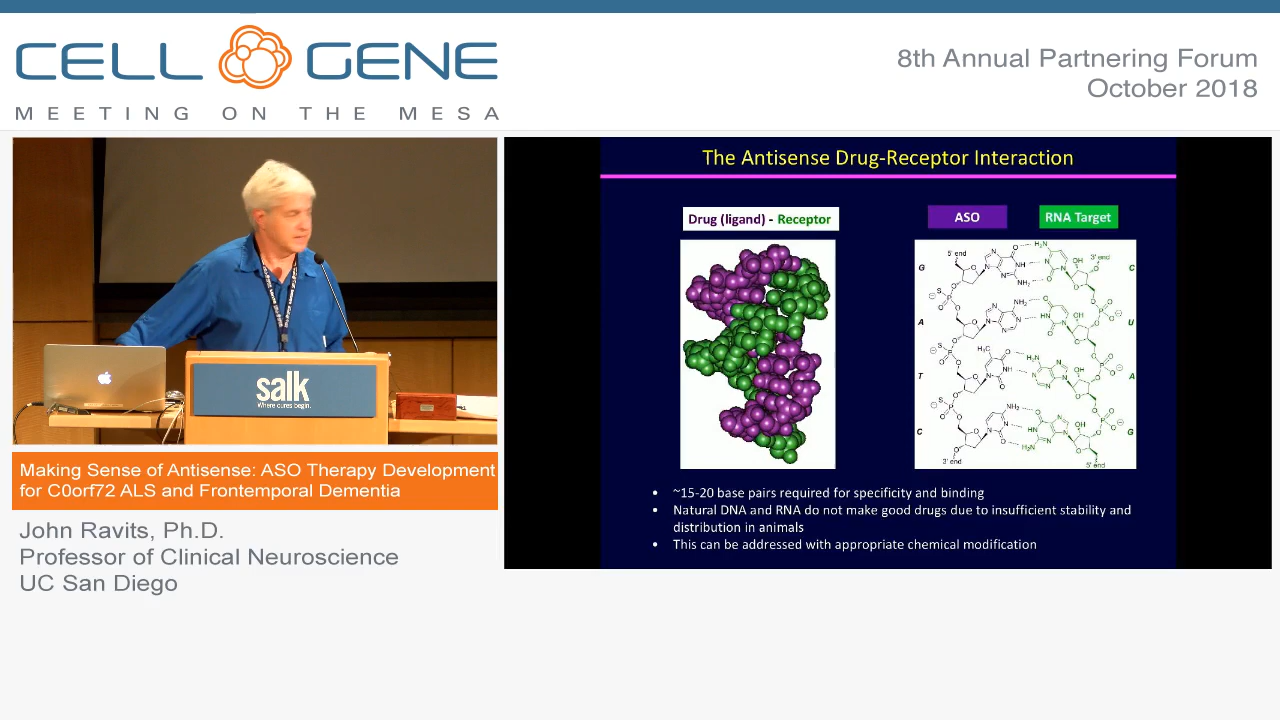 CELL GENE
MEETING ON THE MESA
8th Annual Partnering Forum
October 2018
salk
Where cures begin.
Making Sense of Antisense: ASO Therapy Development
for C0orf72 ALS and Frontemporal Dementia
John Ravits, Ph.D.
Professor of Clinical Neuroscience
UC San Diego
The Antisense Drug-Receptor Interaction
Drug (ligand) - Receptor
ASO
RNA Target
5' end
3' end
G
C
A
U
T
A
C
G
3' end
5' end
• ~15-20 base pairs required for specificity and binding
• Natural DNA and RNA do not make good drugs due to insufficient stability and
distribution in animals
• This can be addressed with appropriate chemical modification